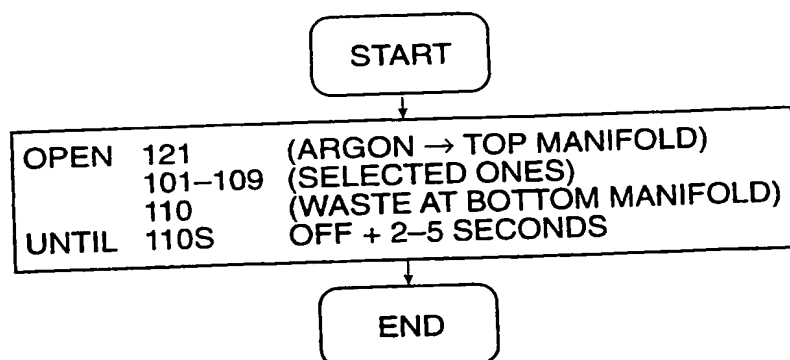 START
OPEN 121 (ARGON → TOP MANIFOLD)
101–109 (SELECTED ONES)
110 (WASTE AT BOTTOM MANIFOLD)
UNTIL 110S OFF + 2–5 SECONDS
END